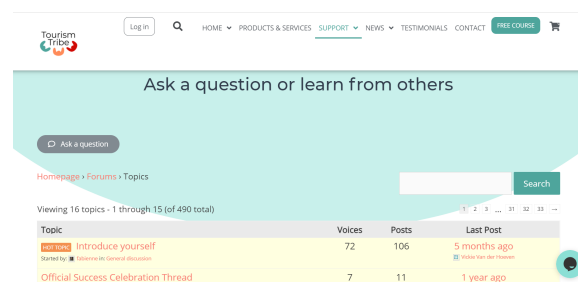 Tourism
Tribe
Log in
HOME
PRODUCTS & SERVICES
SUPPORT
NEWS
TESTIMONIALS
CONTACT
FREE COURSE
Ask a question or learn from others
Ask a question
Homepage › Forums › Topics
Search
Viewing 16 topics - 1 through 15 (of 490 total)
1 2 3 ... 31 32 33 →
Topic Voices Posts Last Post
HOT TOPIC Introduce yourself 72 106 5 months ago
Started by: fabienne in: General discussion Vickie Van der Hoeven
Official Success Celebration Thread 7 11 1 year ago